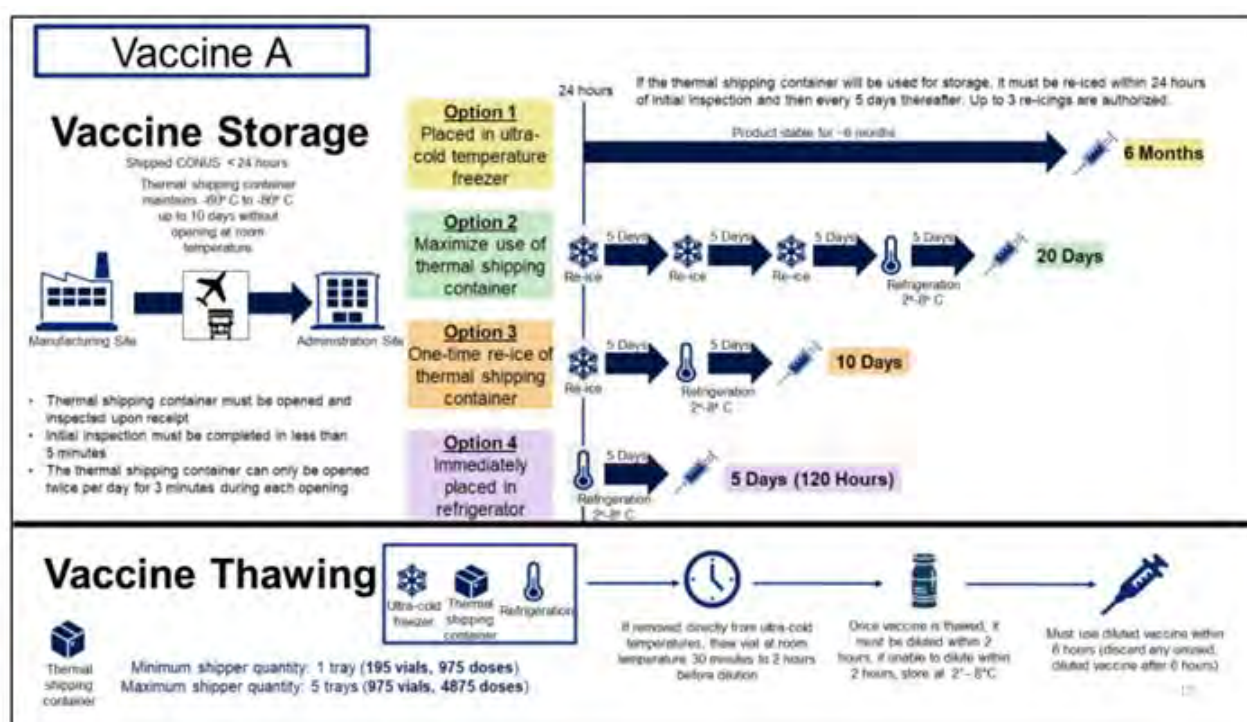 Vaccine A
Vaccine Storage
Shipped CONUS < 24 hours
Thermal shipping container
maintains -60° C to -80° C
up to 10 days without
opening at room
temperature
Manufacturing Site
Administration Site
• Thermal shipping container must be opened and
inspected upon receipt
• Initial inspection must be completed in less than
5 minutes
• The thermal shipping container can only be opened
twice per day for 3 minutes during each opening
24 hours
If the thermal shipping container will be used for storage, it must be re-iced within 24 hours
of initial inspection and then every 5 days thereafter. Up to 3 re-icings are authorized.
Option 1
Placed in ultra-
cold temperature
freezer
Product stable for ~6 months
6 Months
Option 2
Maximize use of
thermal shipping
container
5 Days
5 Days
5 Days
5 Days
Re-ice
Re-ice
Re-ice
Refrigeration
2°-8° C
20 Days
Option 3
One-time re-ice of
thermal shipping
container
5 Days
5 Days
Re-ice
Refrigeration
2°-8° C
10 Days
Option 4
Immediately
placed in
refrigerator
5 Days
Refrigeration
2°-8° C
5 Days (120 Hours)
Vaccine Thawing
Ultra-cold
freezer
Thermal
shipping
container
Refrigeration
Thermal
shipping
container
Minimum shipper quantity: 1 tray (195 vials, 975 doses)
Maximum shipper quantity: 5 trays (975 vials, 4875 doses)
If removed directly from ultra-cold
temperatures, thaw vial at room
temperature 30 minutes to 2 hours
before dilution
Once vaccine is thawed, it
must be diluted within 2
hours, if unable to dilute within
2 hours, store at 2°- 8°C
Must use diluted vaccine within
6 hours (discard any unused,
diluted vaccine after 6 hours)